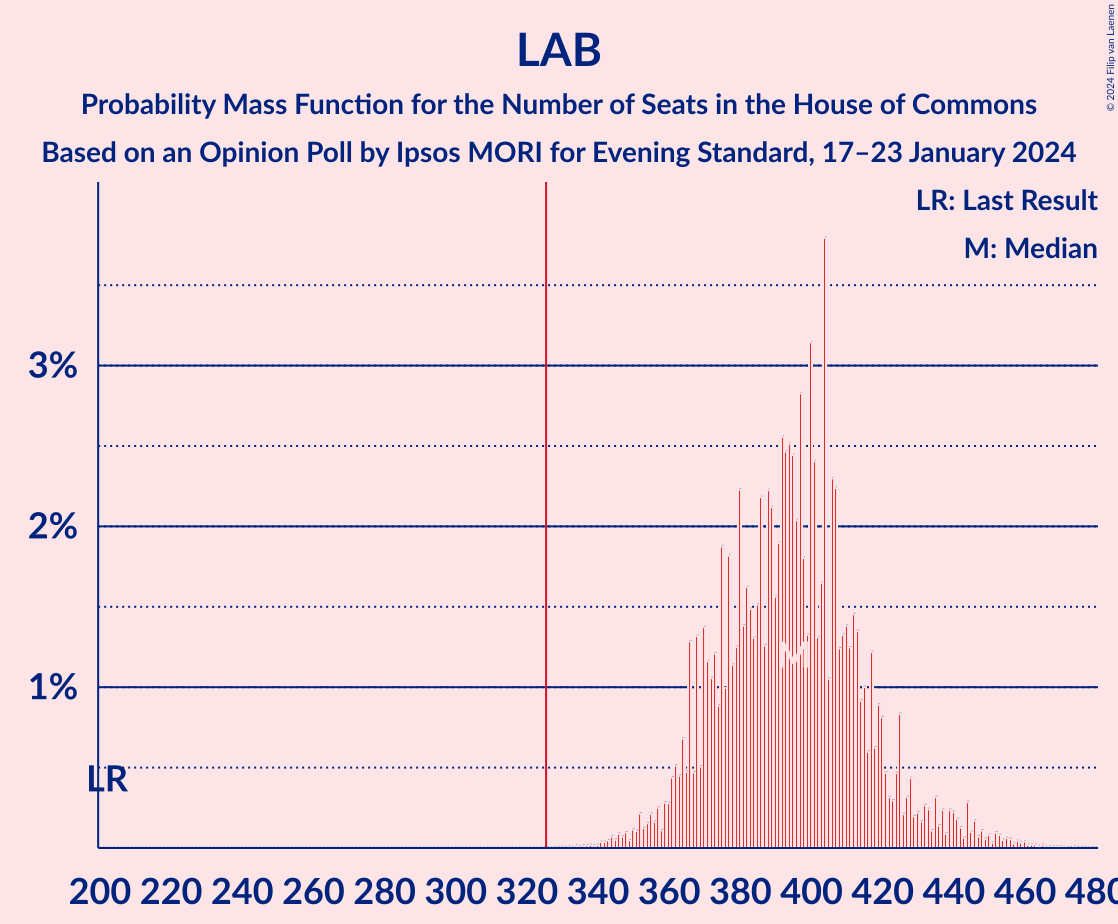 LAB
Probability Mass Function for the Number of Seats in the House of Commons
Based on an Opinion Poll by Ipsos MORI for Evening Standard, 17–23 January 2024
© 2024 Filip van Laenen
LR: Last Result
M: Median
3%
2%
1%
LR
M
200 220 240 260 280 300 320 340 360 380 400 420 440 460 480